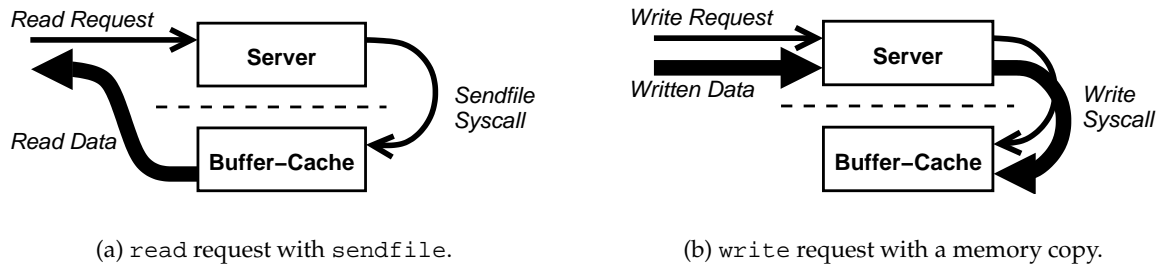 Read Request
Server
Sendfile
Syscall
Read Data
Buffer–Cache
(a) read request with sendfile.
Write Request
Server
Written Data
Write
Syscall
Buffer–Cache
(b) write request with a memory copy.